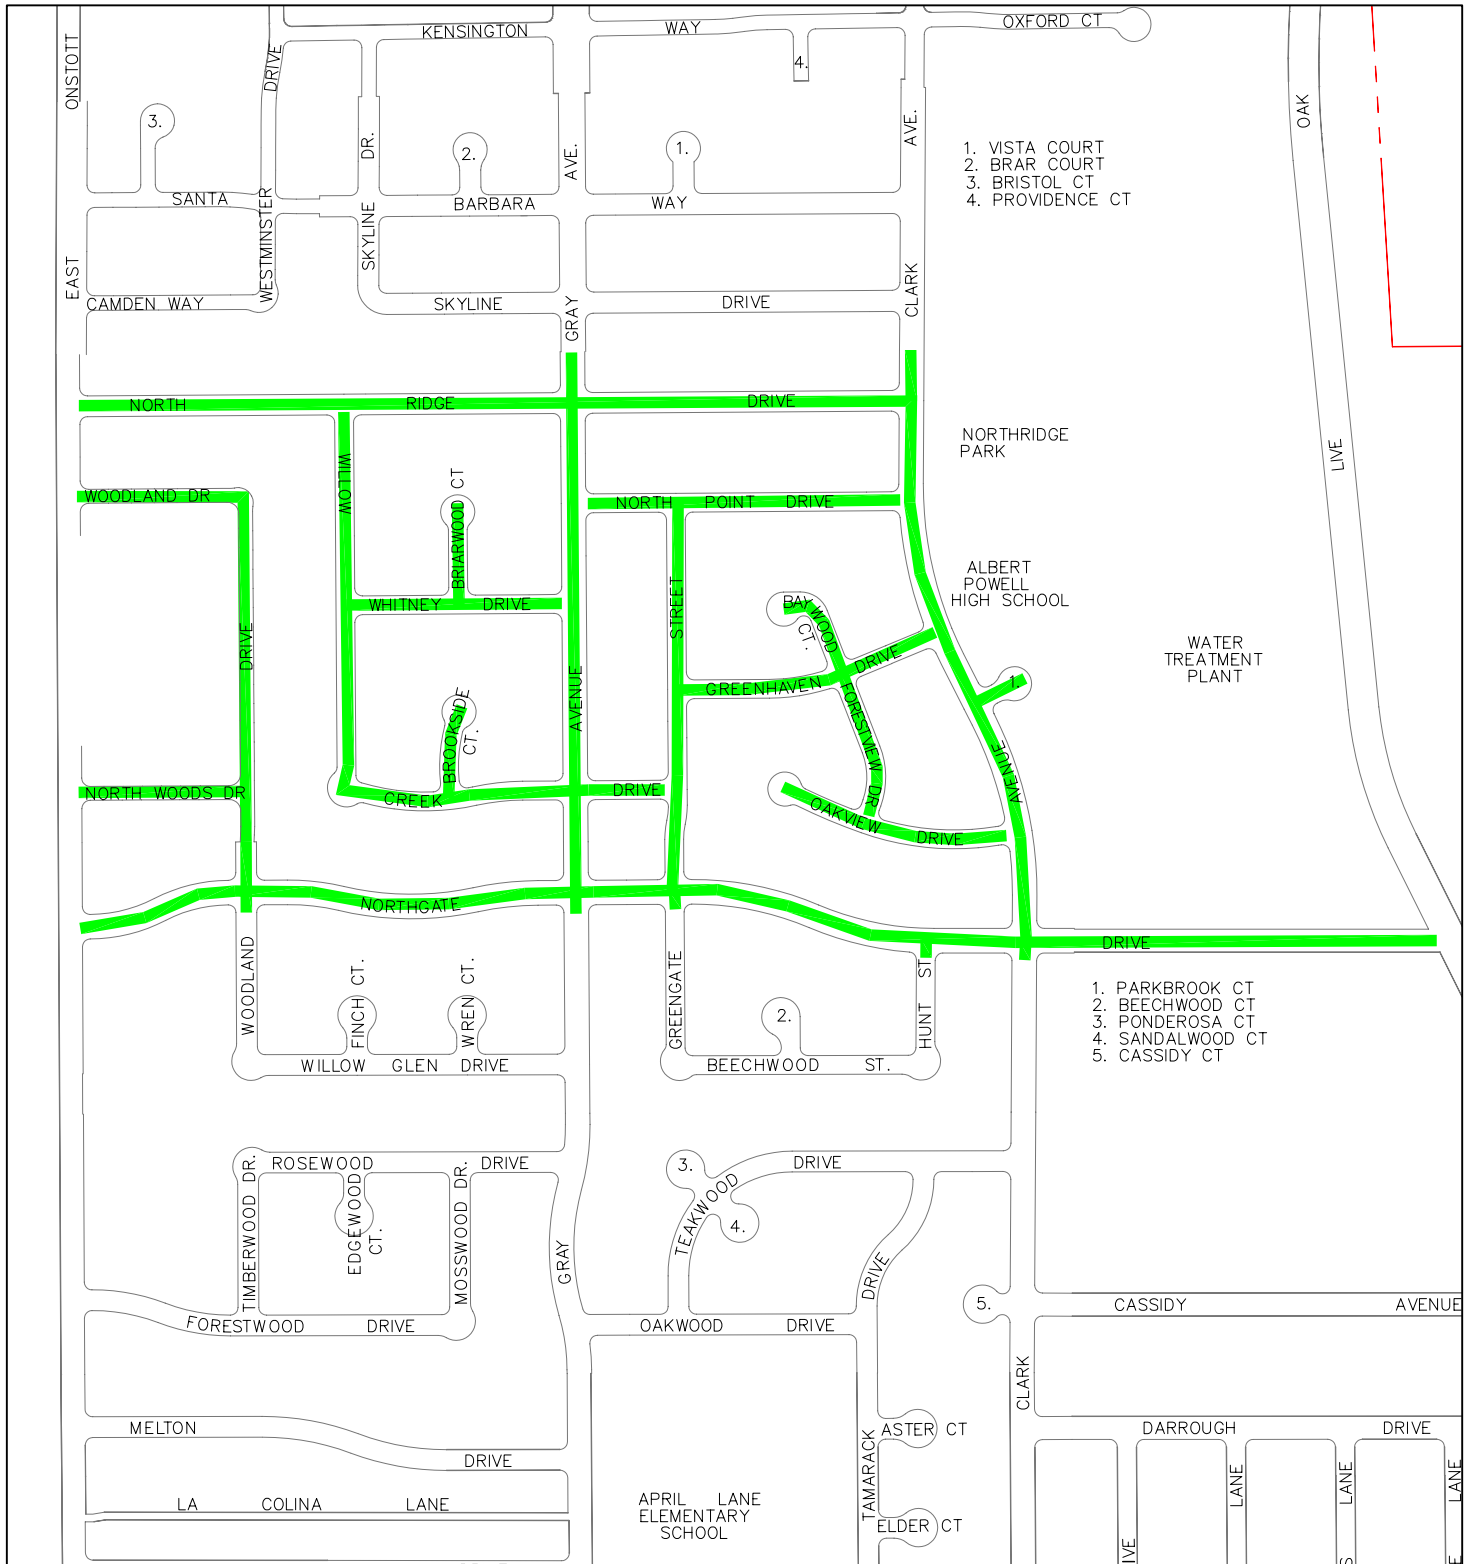 KENSINGTON WAY
OXFORD CT
ONSTOTT
DRIVE
4.
OAK
3.
DR.
2.
AVE.
1.
AVE.
1. VISTA COURT
2. BRAR COURT
3. BRISTOL CT
4. PROVIDENCE CT
SANTA BARBARA WAY
WESTMINSTER
SKYLINE
EAST
CLARK
CAMDEN WAY
SKYLINE DRIVE
GRAY
NORTH RIDGE DRIVE
NORTHRIDGE
PARK
LIVE
WILLOW
BRIARWOOD CT
WOODLAND DR
NORTH POINT DRIVE
ALBERT
POWELL
HIGH SCHOOL
WHITNEY DRIVE
STREET
BAYWOOD
CT.
DRIVE
WATER
TREATMENT
PLANT
GREENHAVEN DRIVE
1.
AVENUE
BROOKSIDE
CT.
FORESTVIEW DR
AVENUE
NORTH WOODS DR
CREEK DRIVE
OAKVIEW DRIVE
NORTHGATE DRIVE
WOODLAND
FINCH CT.
WREN CT.
GREENGATE
2.
HUNT ST
1. PARKBROOK CT
2. BEECHWOOD CT
3. PONDEROSA CT
4. SANDALWOOD CT
5. CASSIDY CT
WILLOW GLEN DRIVE
BEECHWOOD ST.
ROSEWOOD DRIVE
TIMBERWOOD DR.
EDGEWOOD
CT.
MOSSWOOD DR.
3.
TEAKWOOD DRIVE
4.
GRAY
DRIVE
5.
CASSIDY AVENUE
FORESTWOOD DRIVE
OAKWOOD DRIVE
CLARK
MELTON DRIVE
ASTER CT
DARROUGH DRIVE
TAMARACK
LANE
LANE
LANE
LA COLINA LANE
APRIL LANE
ELEMENTARY
SCHOOL
ELDER CT